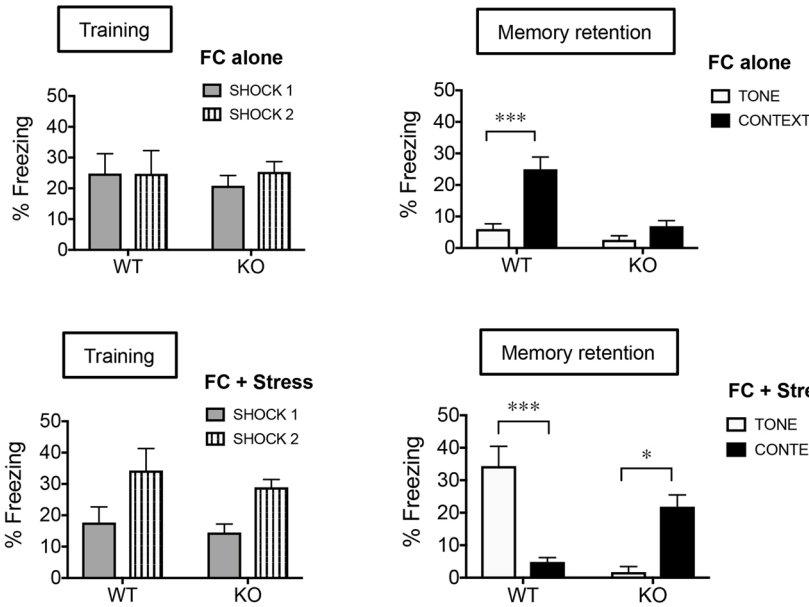 Training
FC alone
SHOCK 1
SHOCK 2
% Freezing
50
40
30
20
10
0
WT
KO
Memory retention
FC alone
TONE
CONTEXT
% Freezing
50
40
30
20
10
0
***
WT
KO
Training
FC + Stress
SHOCK 1
SHOCK 2
% Freezing
50
40
30
20
10
0
WT
KO
Memory retention
FC + Stre
TONE
CONTE
% Freezing
50
40
30
20
10
0
***
*
WT
KO